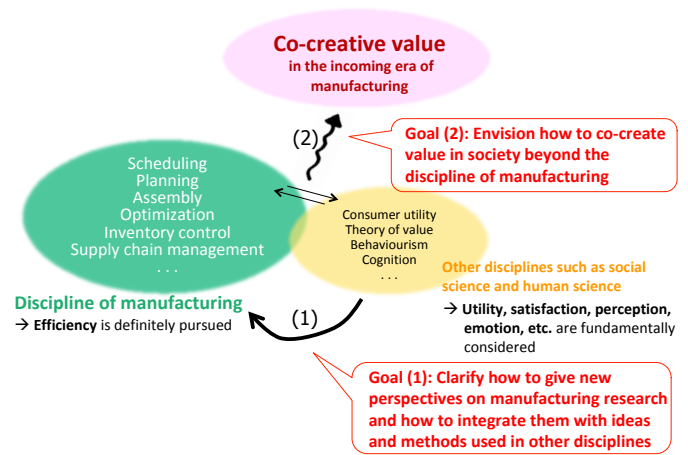 Co-creative value
in the incoming era of
manufacturing
(2)
Goal (2): Envision how to co-create
value in society beyond the
discipline of manufacturing
Scheduling
Planning
Assembly
Optimization
Inventory control
Supply chain management
. . .
Consumer utility
Theory of value
Behaviourism
Cognition
. . .
Discipline of manufacturing
→ Efficiency is definitely pursued
(1)
Other disciplines such as social
science and human science
→ Utility, satisfaction, perception,
emotion, etc. are fundamentally
considered
Goal (1): Clarify how to give new
perspectives on manufacturing research
and how to integrate them with ideas
and methods used in other disciplines